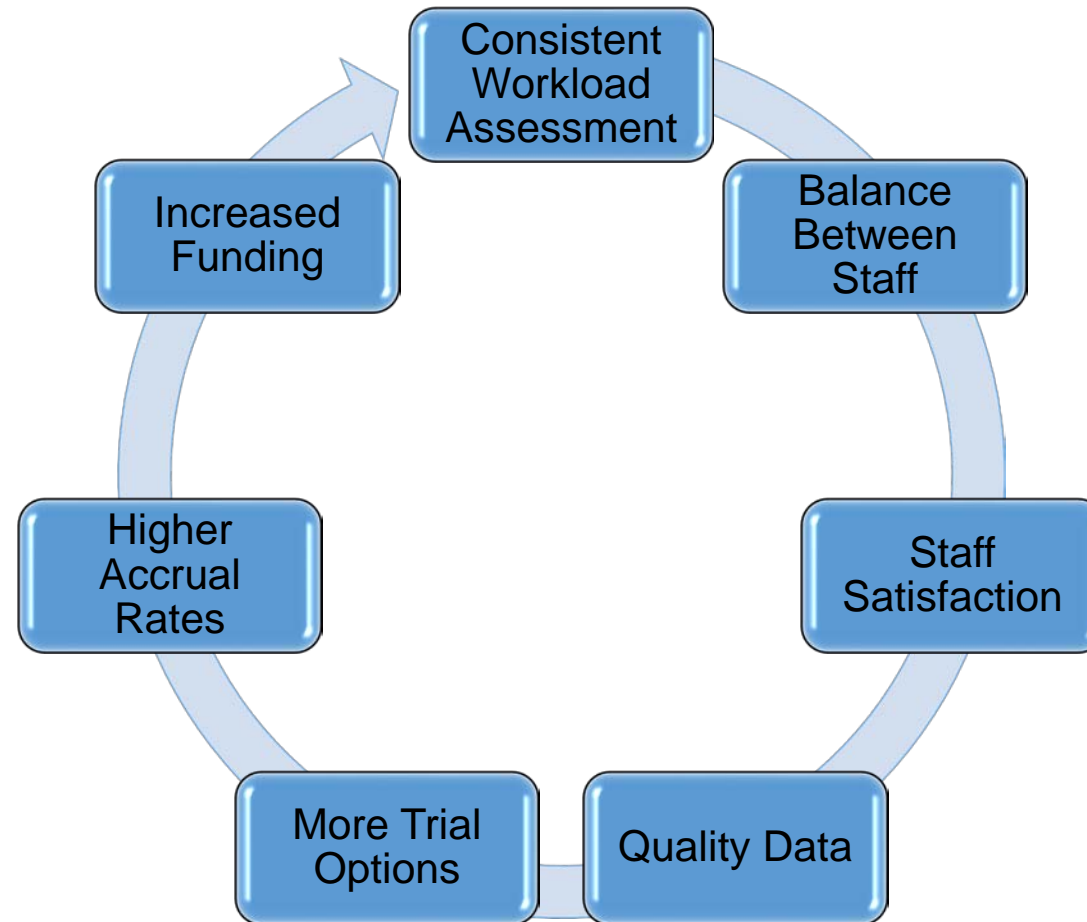 Consistent
Workload
Assessment
Balance
Between
Staff
Staff
Satisfaction
Quality Data
More Trial
Options
Higher
Accrual
Rates
Increased
Funding